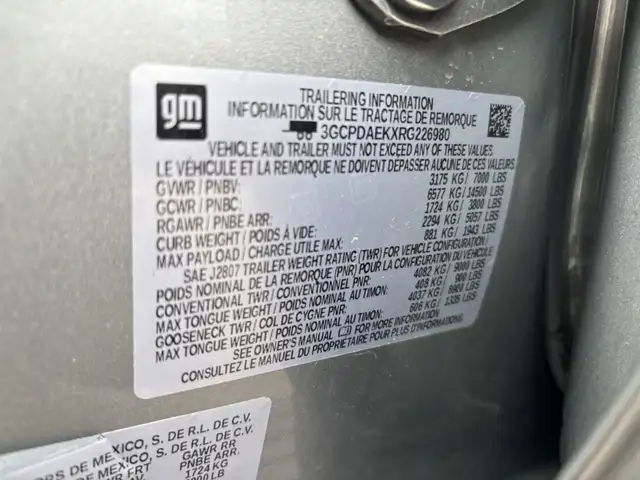 gm
TRAILERING INFORMATION
INFORMATION SUR LE TRACTAGE DE REMORQUE
3GCPDAEKXRG226980
VEHICLE AND TRAILER MUST NOT EXCEED ANY OF THESE VALUES
LE VÉHICULE ET LA REMORQUE NE DOIVENT DÉPASSER AUCUNE DE CES VALEURS
GVWR / PNBV: 3175 KG/ 7000 LBS
GCWR / PNBC: 6577 KG/ 14500 LBS
RGAWR / PNBE ARR: 1724 KG/ 3800 LBS
CURB WEIGHT / POIDS À VIDE: 2294 KG/ 5057 LBS
MAX PAYLOAD / CHARGE UTILE MAX: 881 KG/ 1943 LBS
SAE J2807 TRAILER WEIGHT RATING (TWR) FOR VEHICLE CONFIGURATION /
POIDS NOMINAL DE LA REMORQUE (PNR) POUR LA CONFIGURATION DU VÉHICULE
CONVENTIONAL TWR / CONVENTIONNEL PNR: 4082 KG/ 9000 LBS
MAX TONGUE WEIGHT / POIDS NOMINAL AU TIMON: 408 KG/ 900 LBS
GOOSENECK TWR / COL DE CYGNE PNR: 4037 KG/ 8900 LBS
MAX TONGUE WEIGHT / POIDS NOMINAL AU TIMON: 606 KG/ 1335 LBS
SEE OWNER'S MANUAL FOR MORE INFORMATION
CONSULTEZ LE MANUEL DU PROPRIÉTAIRE POUR PLUS D'INFORMATION
ORS DE MEXICO, S. DE R.L. DE C.V.
DE MEXICO, S. DE R.L. DE C.V.
FRT GAWR RR
PNBE ARR.
1724 KG